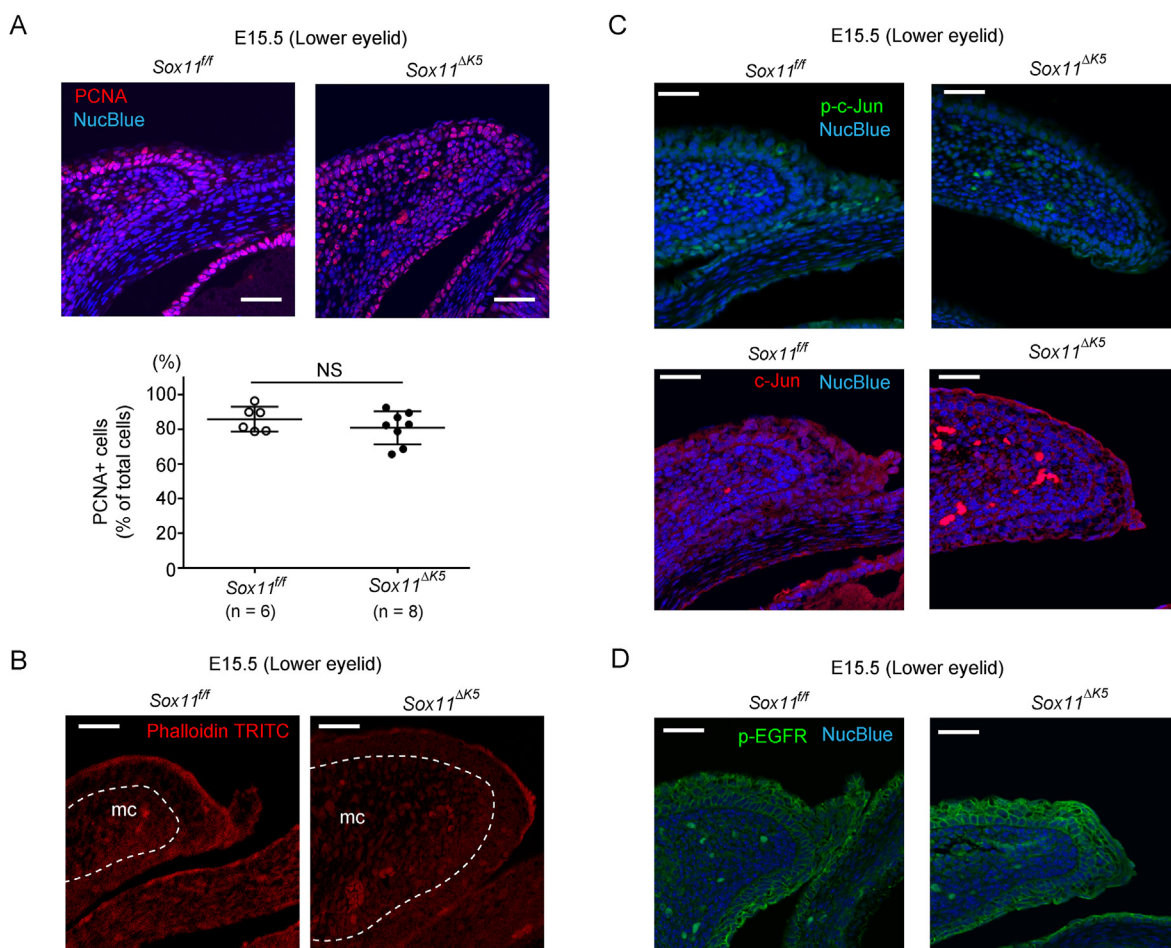 A
E15.5 (Lower eyelid)
Sox11f/f
Sox11ΔK5
PCNA
NucBlue
(%)
NS
100
80
60
80
40
20
0
PCNA+ cells
(% of total cells)
Sox11f/f
Sox11ΔK5
(n = 6)
(n = 8)
B
E15.5 (Lower eyelid)
Sox11f/f
Sox11ΔK5
Phalloidin TRITC
mc
mc
C
E15.5 (Lower eyelid)
Sox11f/f
Sox11ΔK5
p-c-Jun
NucBlue
Sox11f/f
Sox11ΔK5
c-Jun NucBlue
D
E15.5 (Lower eyelid)
Sox11f/f
Sox11ΔK5
p-EGFR NucBlue